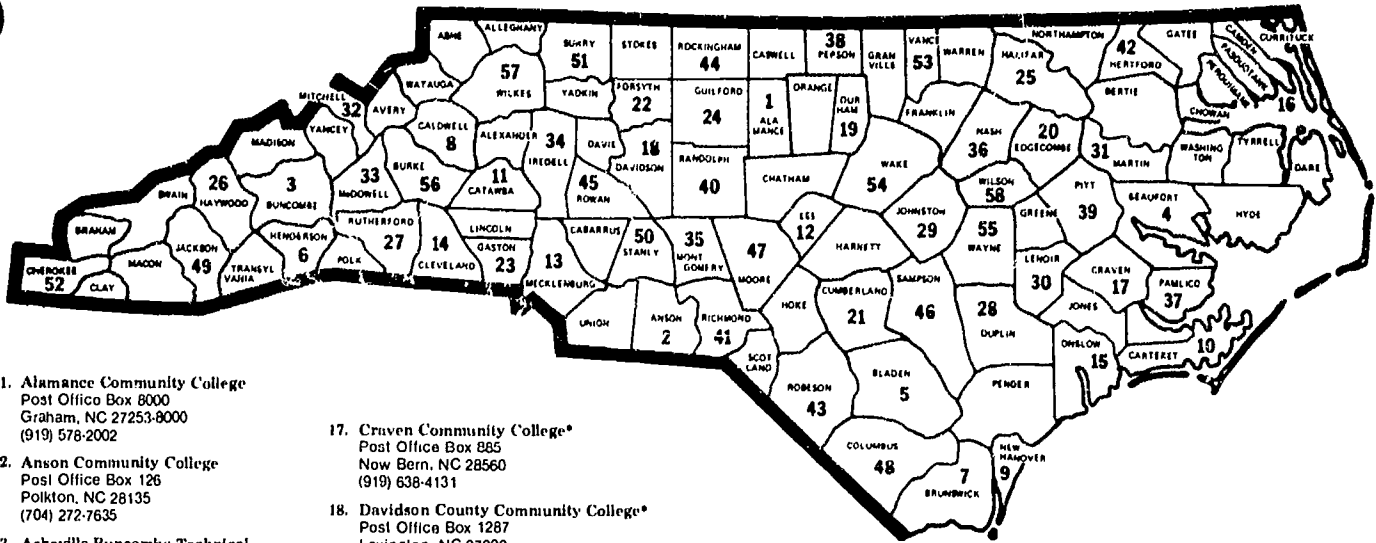 ASHE
ALLEGHANY
SURRY
51
STOKES
ROCKINGHAM
44
CASWELL
38
PERSON
GRAN
VILLE
VANCE
53
WARREN
NORTHAMPTON
HALIFAX
25
42
HERTFORD
GATES
CAMDEN
PASQUOTANK
PERQUIMANS
CURRITUCK
16
CHOWAN
BERTIE
WATAUGA
57
WILKES
YADKIN
FORSYTH
22
GUILFORD
24
1
ALA
MANCE
ORANGE
DUR
HAM
19
FRANKLIN
NASH
36
20
EDGECOMBE
31
MARTIN
WASHING
TON
TYRRELL
DARE
MITCHELL
32
AVERY
YANCEY
MADISON
CALDWELL
8
ALEXANDER
34
IREDELL
DAVIE
18
DAVIDSON
RANDOLPH
40
CHATHAM
WAKE
54
WILSON
58
PITT
39
BEAUFORT
4
HYDE
SWAIN
26
HAYWOOD
3
BUNCOMBE
33
McDOWELL
BURKE
56
11
CATAWBA
45
ROWAN
LEE
12
JOHNSTON
29
55
WAYNE
GREENE
GRAHAM
JACKSON
49
HENDERSON
6
RUTHERFORD
27
14
CLEVELAND
LINCOLN
GASTON
23
13
MECKLENBURG
CABARRUS
50
STANLY
35
MONT
GOMERY
47
MOORE
HARNETT
SAMPSON
46
LENOIR
30
CRAVEN
17
PAMLICO
37
CHEROKEE
52
CLAY
MACON
TRANSYL
VANIA
POLK
UNION
ANSON
2
RICHMOND
41
HOKE
CUMBERLAND
21
28
DUPLIN
JONES
ONSLOW
15
CARTERET
10
SCOT
LAND
ROBESON
43
BLADEN
5
PENDER
COLUMBUS
48
7
BRUNSWICK
NEW
HANOVER
9
1. Alamance Community College
Post Office Box 8000
Graham, NC 27253-8000
(919) 578-2002
2. Anson Community College
Post Office Box 126
Polkton, NC 28135
(704) 272-7635
17. Craven Community College*
Post Office Box 885
New Bern, NC 28560
(919) 638-4131
18. Davidson County Community College*
Post Office Box 1287